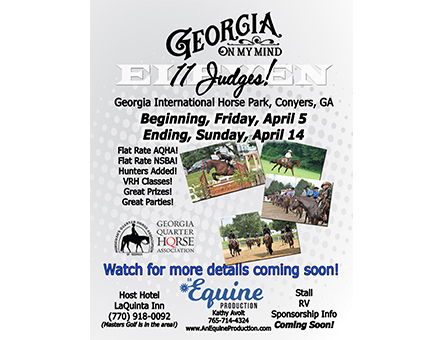 GEORGIA
ON MY MIND
ELEVEN
11 Judges!
Georgia International Horse Park, Conyers, GA
Beginning, Friday, April 5
Ending, Sunday, April 14
Flat Rate AQHA!
Flat Rate NSBA!
Hunters Added!
VRH Classes!
Great Prizes!
Great Parties!
GEORGIA
QUARTER
HORSE
ASSOCIATION
Watch for more details coming soon!
Host Hotel
LaQuinta Inn
(770) 918-0092
(Masters Golf is in the area!)
Equine
PRODUCTION
Kathy Avolt
765-714-4324
www.AnEquineProduction.com
Stall
RV
Sponsorship Info
Coming Soon!